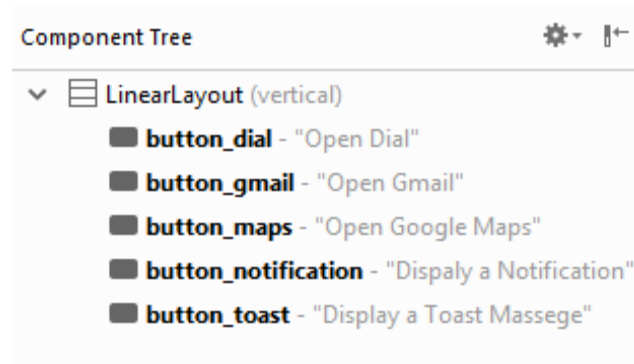 Component Tree
LinearLayout (vertical)
button_dial - "Open Dial"
button_gmail - "Open Gmail"
button_maps - "Open Google Maps"
button_notification - "Dispaly a Notification"
button_toast - "Display a Toast Massege"